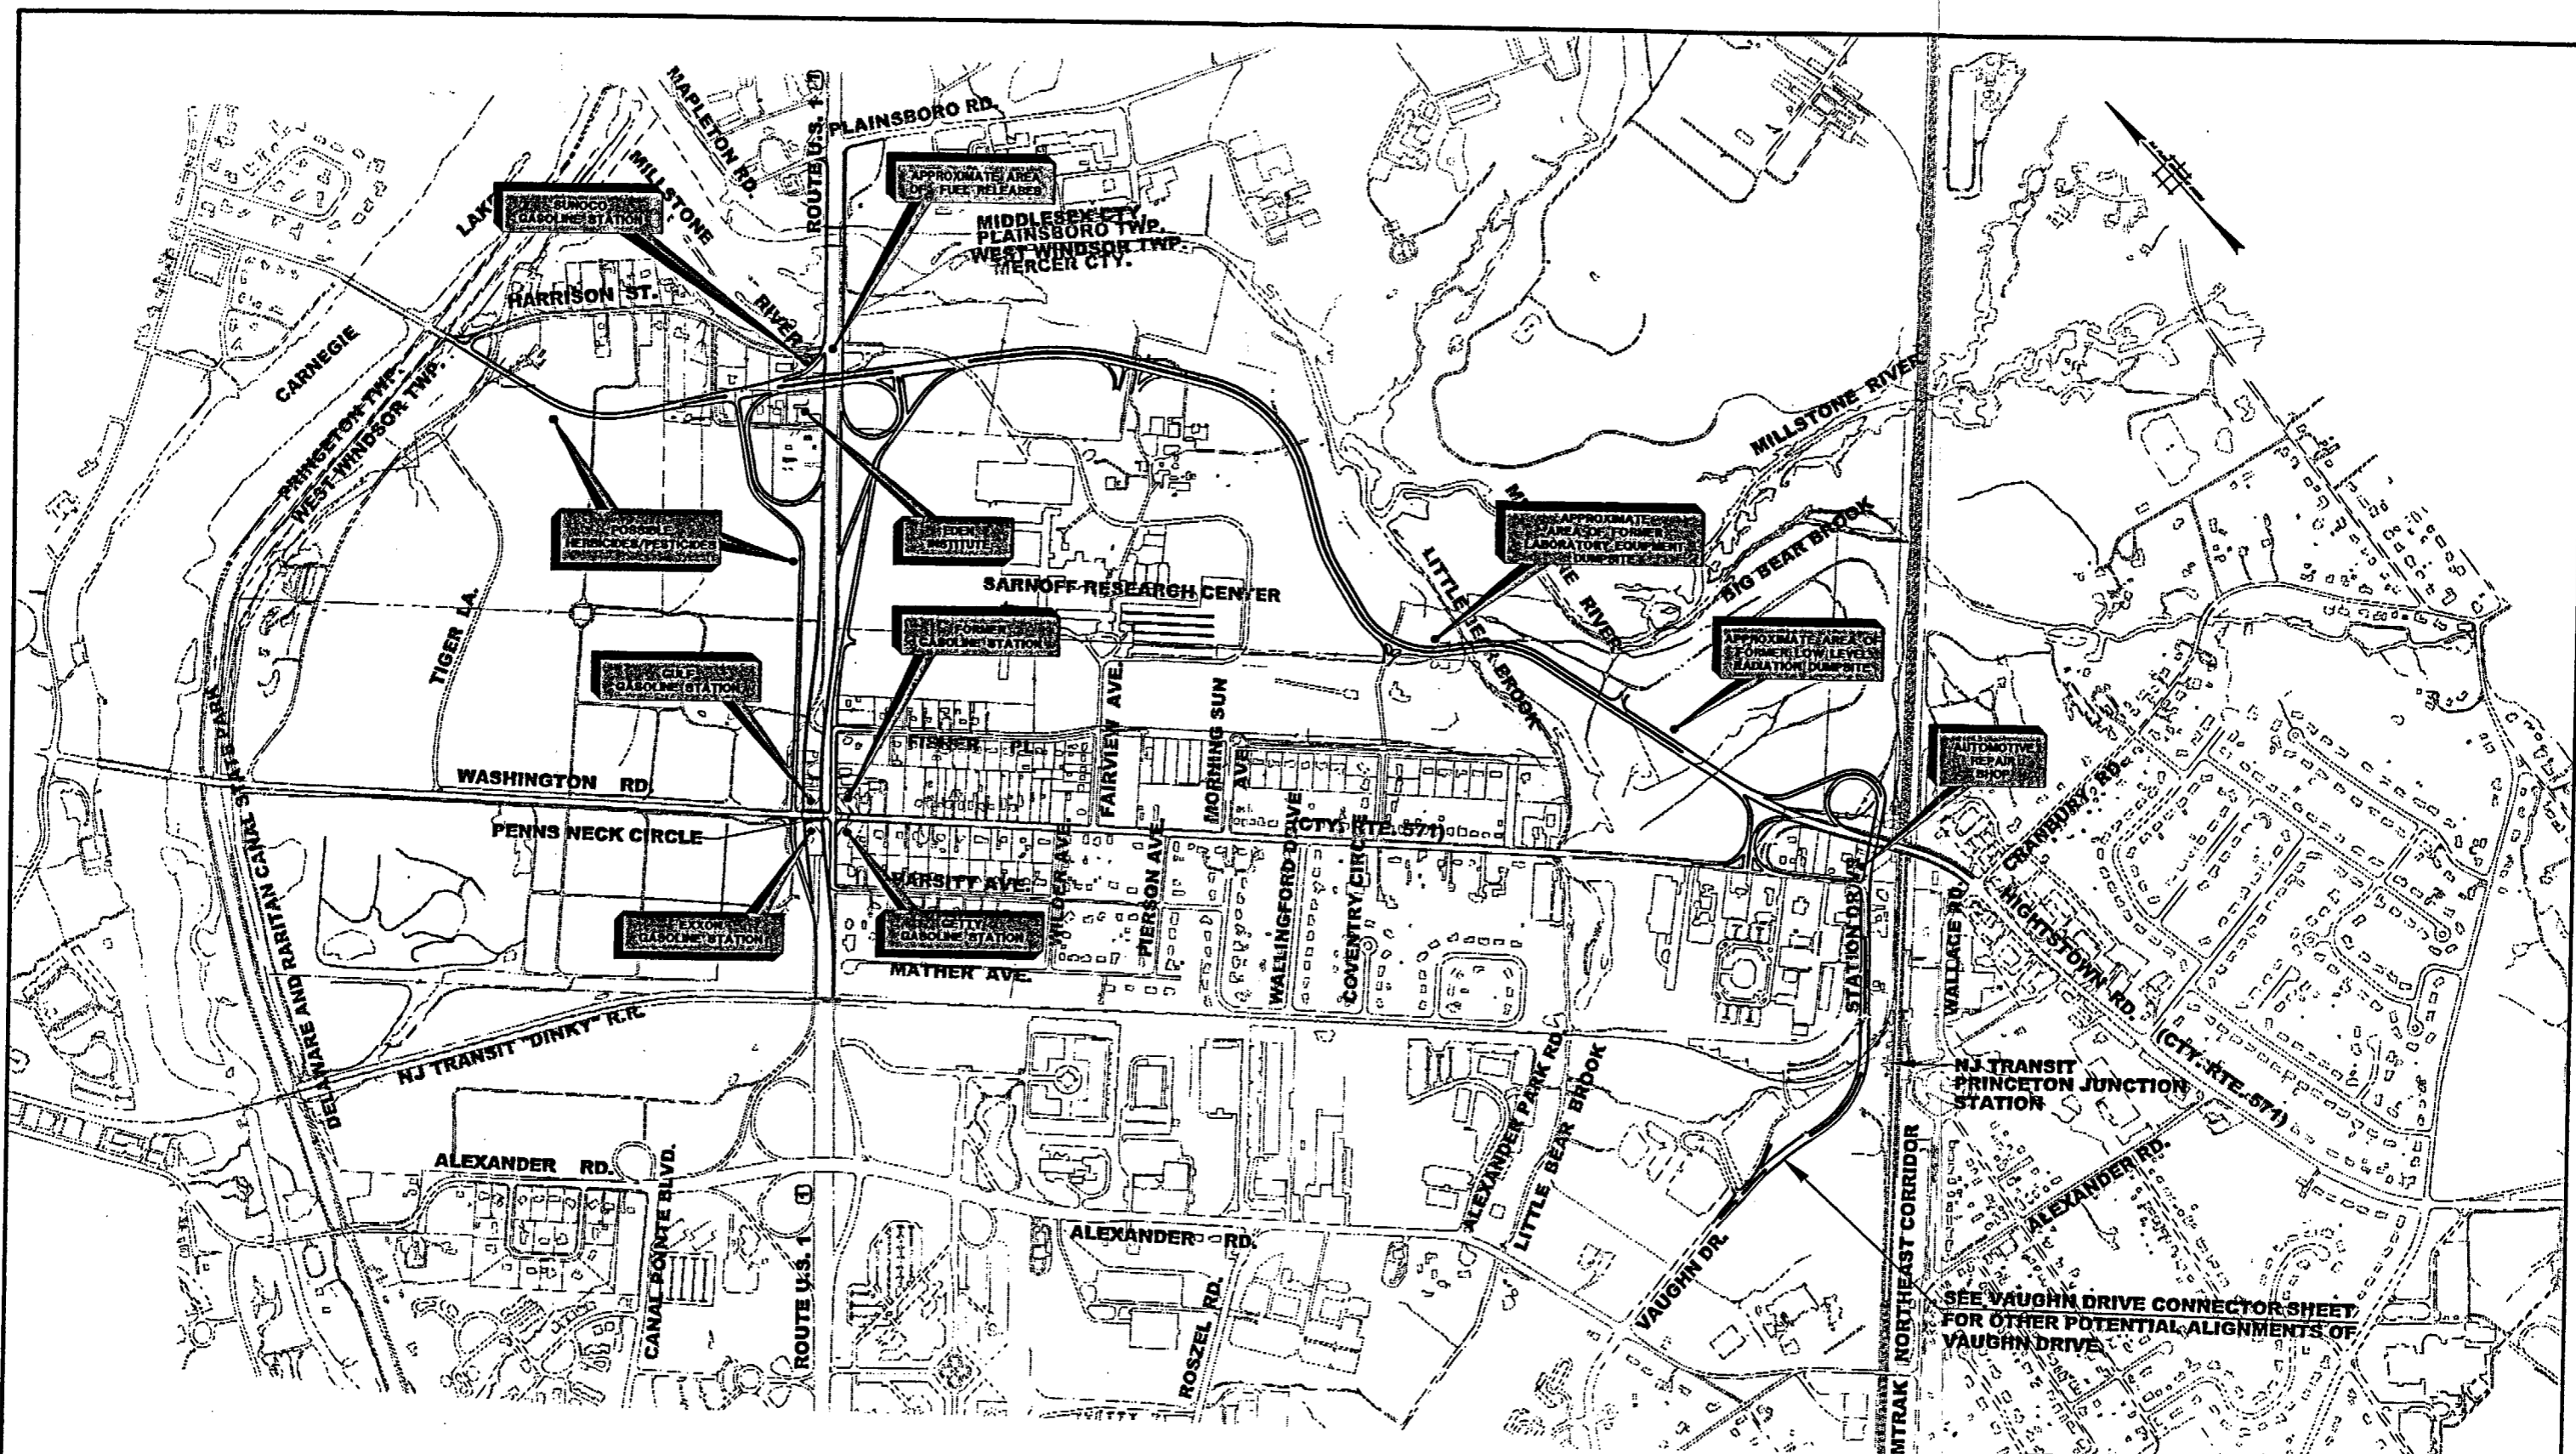 MAPLETON RD.
ROUTE U.S. 1
1
PLAINSBORO RD.
MILLSTONE
RIVER
APPROXIMATE AREA
OF FUEL RELEASES
SUNOCO
GASOLINE STATION
MIDDLESEX CTY.
PLAINSBORO TWP.
WEST WINDSOR TWP.
MERCER CTY.
HARRISON ST.
CARNEGIE
PRINCETON TWP.
WEST WINDSOR TWP.
MILLSTONE RIVER
POSSIBLE
HERBICIDES/PESTICIDES
EDEN
INSTITUTE
APPROXIMATE
AREA OF FORMER
LABORATORY EQUIPMENT
DUMPSITE
BIG BEAR BROOK
RIVER
SARNOFF RESEARCH CENTER
LITTLE BEAR BROOK
TIGER LA.
FORMER
GASOLINE STATION
APPROXIMATE AREA OF
FORMER LOW LEVEL
RADIATION DUMPSITE
GULF
GASOLINE STATION
FISHER PL.
FAIRVIEW AVE.
MORNING SUN
AVE.
AUTOMOTIVE
REPAIR
SHOP
WASHINGTON RD.
PENNS NECK CIRCLE
(CTY. RTE. 571)
CRANBURY RD.
DELAWARE AND RARITAN CANAL STATE PARK
VARSITY AVE.
WILDER AVE.
PIERSON AVE.
WALLINGFORD DRIVE
COVENTRY CIRCLE
STATION DR.
WALLACE RD.
HIGHTSTOWN RD.
(CTY. RTE. 571)
EXXON
GASOLINE STATION
GETTY
GASOLINE STATION
MATHER AVE.
NJ TRANSIT "DINKY" R.R.
ALEXANDER PARK RD.
LITTLE BEAR BROOK
NJ TRANSIT
PRINCETON JUNCTION
STATION
ALEXANDER RD.
CANAL POINTE BLVD.
ROUTE U.S. 1
1
ALEXANDER RD.
ROSZEL RD.
VAUGHN DR.
ALEXANDER RD.
NORTHEAST CORRIDOR
SEE VAUGHN DRIVE CONNECTOR SHEET
FOR OTHER POTENTIAL ALIGNMENTS OF
VAUGHN DRIVE